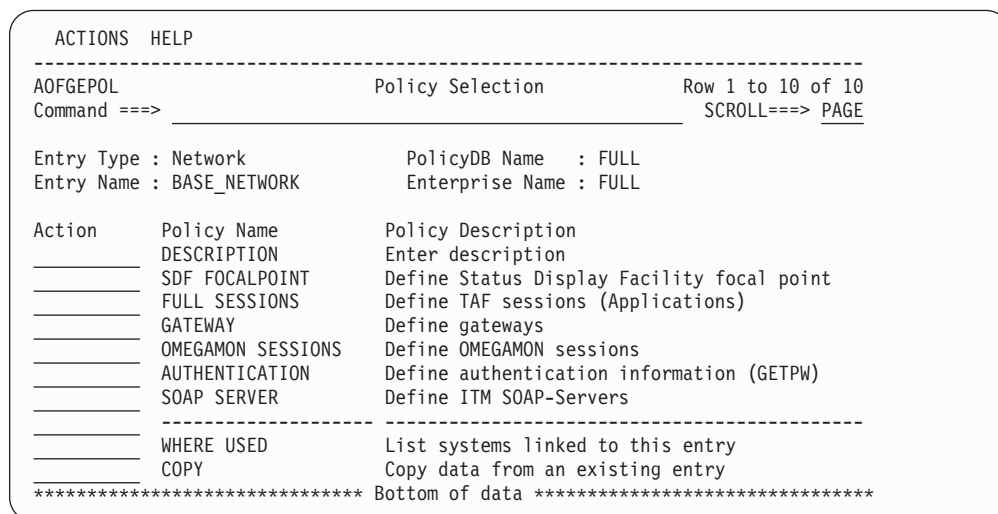 ACTIONS HELP
------------------------------------------------------------------------------
AOFGEPOL Policy Selection Row 1 to 10 of 10
Command ===> SCROLL===> PAGE
Entry Type : Network PolicyDB Name : FULL
Entry Name : BASE_NETWORK Enterprise Name : FULL
Action Policy Name Policy Description
DESCRIPTION Enter description
SDF FOCALPOINT Define Status Display Facility focal point
FULL SESSIONS Define TAF sessions (Applications)
GATEWAY Define gateways
OMEGAMON SESSIONS Define OMEGAMON sessions
AUTHENTICATION Define authentication information (GETPW)
SOAP SERVER Define ITM SOAP-Servers
-------------------- ---------------------------------------------
WHERE USED List systems linked to this entry
COPY Copy data from an existing entry
******************************* Bottom of data ********************************